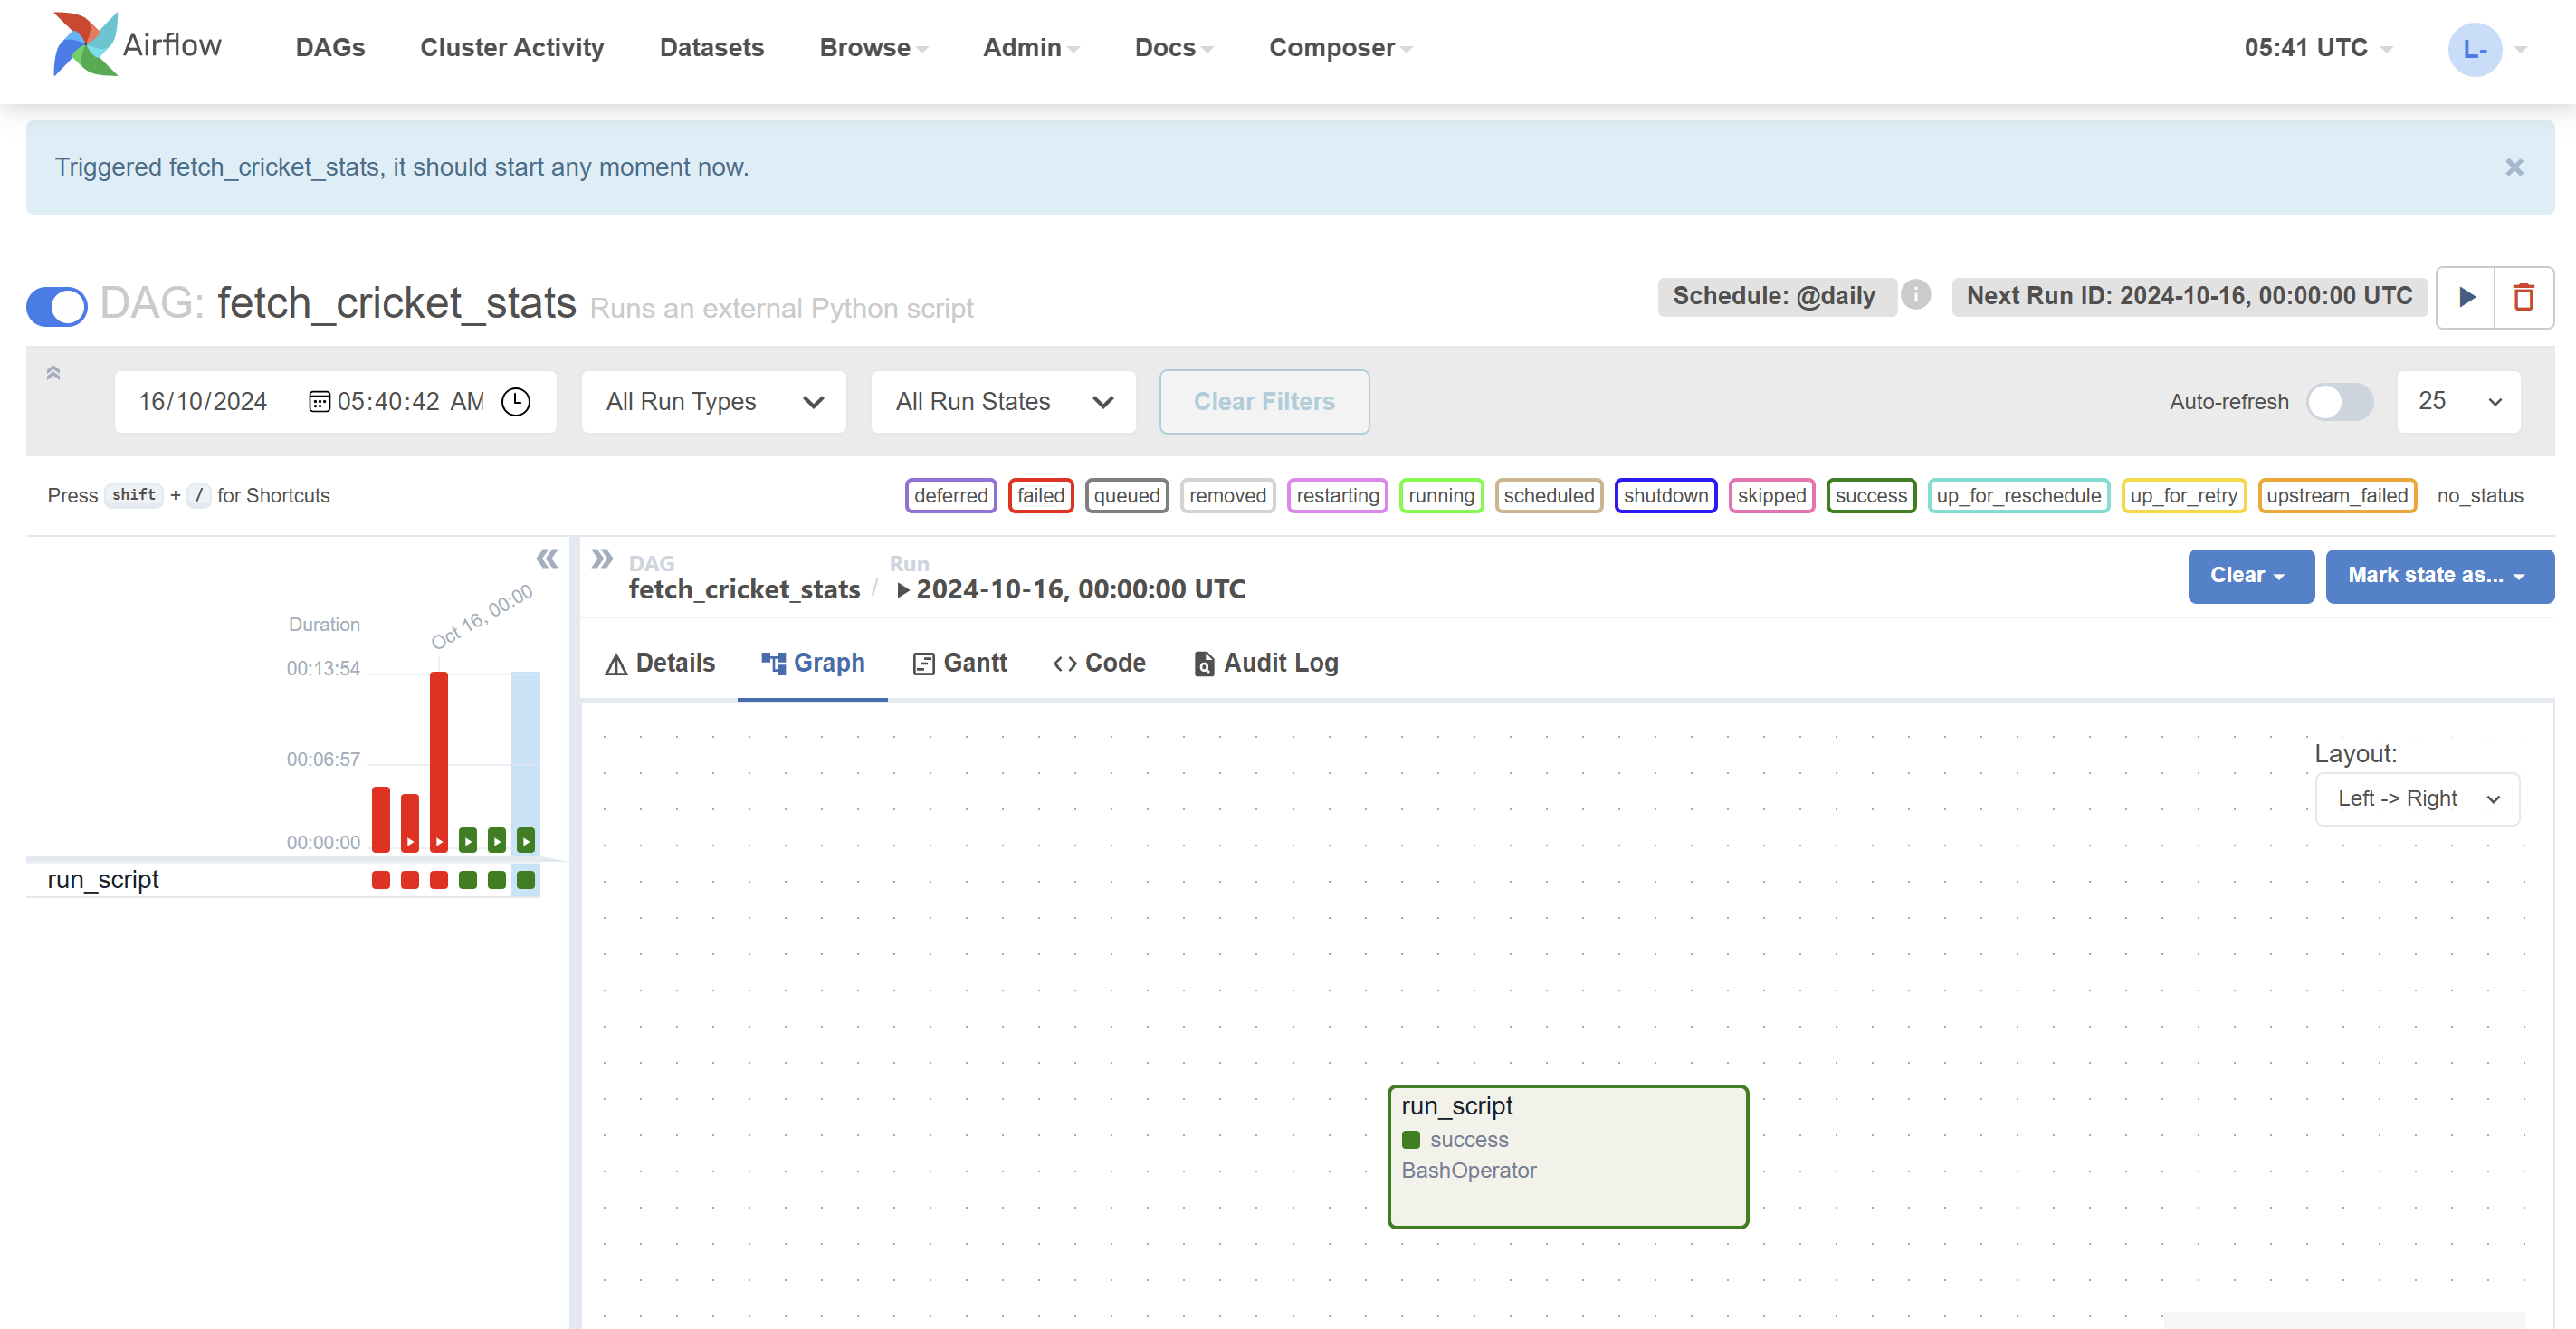 Airflow DAGs Cluster Activity Datasets Browse Admin Docs Composer 05:41 UTC L-
Triggered fetch_cricket_stats, it should start any moment now. ×
DAG: fetch_cricket_stats Runs an external Python script Schedule: @daily i Next Run ID: 2024-10-16, 00:00:00 UTC
16/10/2024 05:40:42 AM All Run Types All Run States Clear Filters Auto-refresh 25
Press shift + / for Shortcuts deferred failed queued removed restarting running scheduled shutdown skipped success up_for_reschedule up_for_retry upstream_failed no_status
DAG Run
fetch_cricket_stats / 2024-10-16, 00:00:00 UTC Clear Mark state as...
Oct 16, 00:00
Duration
00:13:54
00:06:57
00:00:00
run_script
Details Graph Gantt Code Audit Log
Layout:
Left -> Right
run_script
success
BashOperator